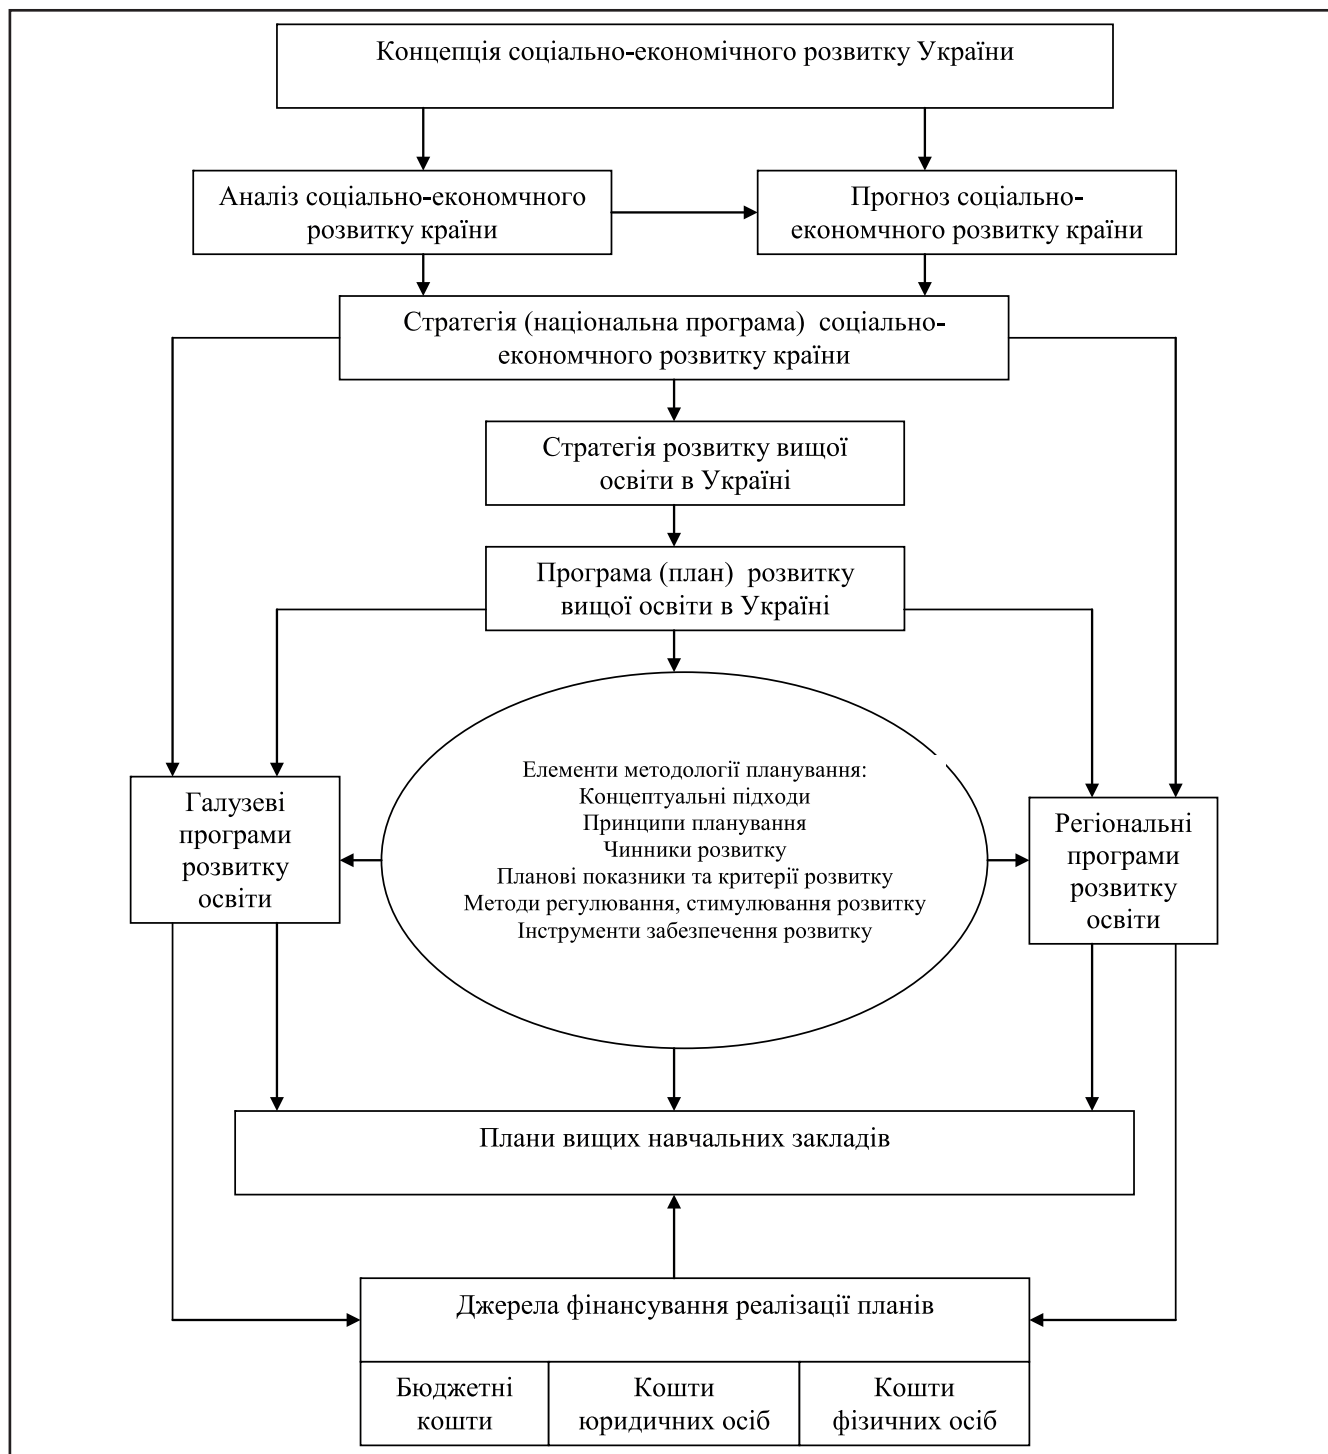 Концепція соціально-економічного розвитку України
Аналіз соціально-економчного
розвитку країни
Прогноз соціально-
економчного розвитку країни
Стратегія (національна програма) соціально-
економчного розвитку країни
Стратегія розвитку вищої
освіти в Україні
Програма (план) розвитку
вищої освіти в Україні
Галузеві
програми
розвитку
освіти
Елементи методології планування:
Концептуальні підходи
Принципи планування
Чинники розвитку
Планові показники та критерії розвитку
Методи регулювання, стимулювання розвитку
Інструменти забезпечення розвитку
Регіональні
програми
розвитку
освіти
Плани вищих навчальних закладів
Джерела фінансування реалізації планів
Бюджетні
кошти
Кошти
юридичних осіб
Кошти
фізичних осіб